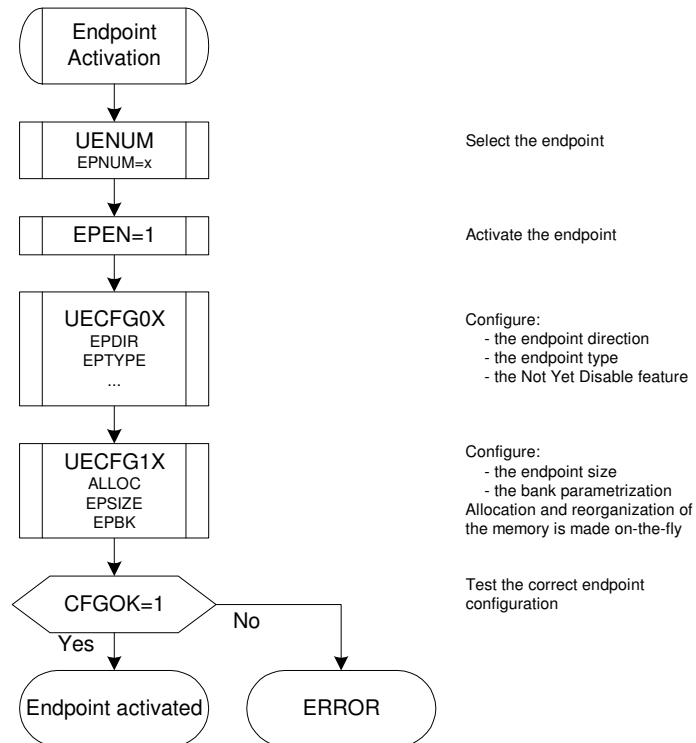 Endpoint
Activation
UENUM
EPNUM=x
Select the endpoint
EPEN=1
Activate the endpoint
UECFG0X
EPDIR
EPTYPE
...
Configure:
- the endpoint direction
- the endpoint type
- the Not Yet Disable feature
UECFG1X
ALLOC
EPSIZE
EPBK
Configure:
- the endpoint size
- the bank parametrization
Allocation and reorganization of
the memory is made on-the-fly
CFGOK=1
Test the correct endpoint
configuration
No
Yes
Endpoint activated
ERROR